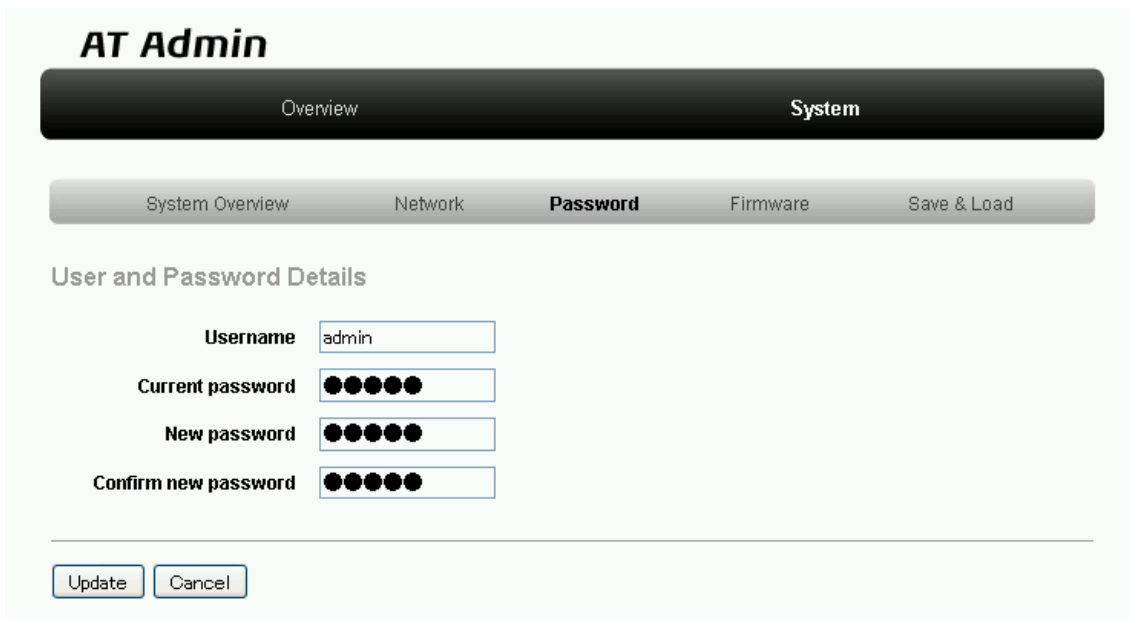 AT Admin
Overview System
System Overview Network Password Firmware Save & Load
User and Password Details
Username admin
Current password ●●●●●
New password ●●●●●
Confirm new password ●●●●●
Update Cancel